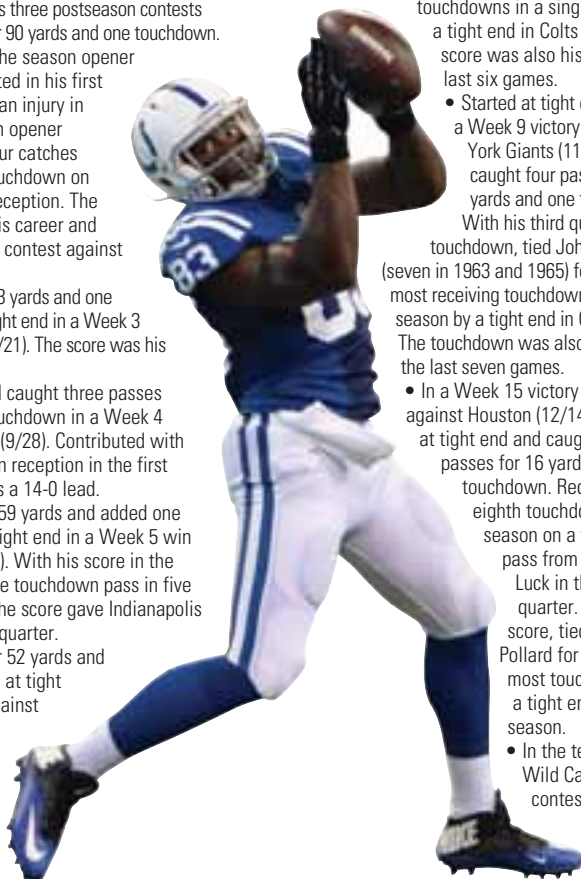 s three postseason contests
r 90 yards and one touchdown.
he season opener
ted in his first
an injury in
n opener
ur catches
uchdown on
eception. The
is career and
contest against
3 yards and one
ght end in a Week 3
/21). The score was his
d caught three passes
uchdown in a Week 4
(9/28). Contributed with
n reception in the first
s a 14-0 lead.
59 yards and added one
ight end in a Week 5 win
). With his score in the
e touchdown pass in five
he score gave Indianapolis
quarter.
r 52 yards and
at tight
ainst
touchdowns in a sing
a tight end in Colts
score was also his
last six games.
• Started at tight e
a Week 9 victory
York Giants (11
caught four pas
yards and one t
With his third qu
touchdown, tied Joh
(seven in 1963 and 1965) fo
most receiving touchdown
season by a tight end in C
The touchdown was also
the last seven games.
• In a Week 15 victory
against Houston (12/14
at tight end and caug
passes for 16 yard
touchdown. Rec
eighth touchdo
season on a
pass from
Luck in th
quarter.
score, tied
Pollard for
most touc
a tight en
season.
• In the te
Wild Ca
contes
83
NIKE